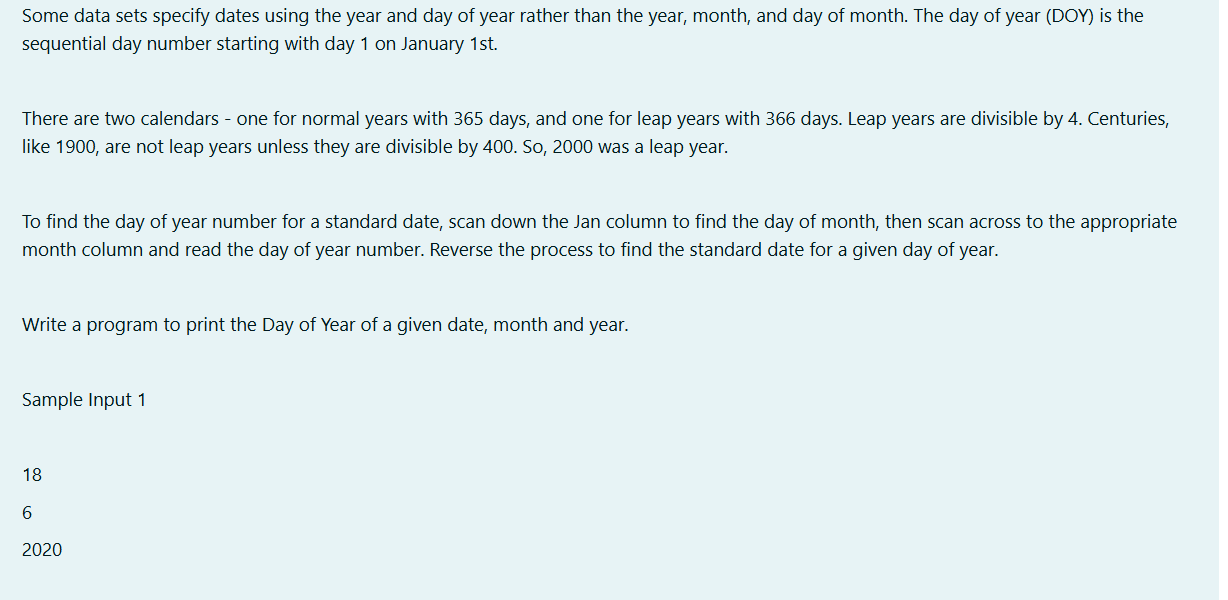 Some data sets specify dates using the year and day of year rather than the year, month, and day of month. The day of year (DOY) is the
sequential day number starting with day 1 on January 1st.
There are two calendars - one for normal years with 365 days, and one for leap years with 366 days. Leap years are divisible by 4. Centuries,
like 1900, are not leap years unless they are divisible by 400. So, 2000 was a leap year.
To find the day of year number for a standard date, scan down the Jan column to find the day of month, then scan across to the appropriate
month column and read the day of year number. Reverse the process to find the standard date for a given day of year.
Write a program to print the Day of Year of a given date, month and year.
Sample Input 1
18
6
2020